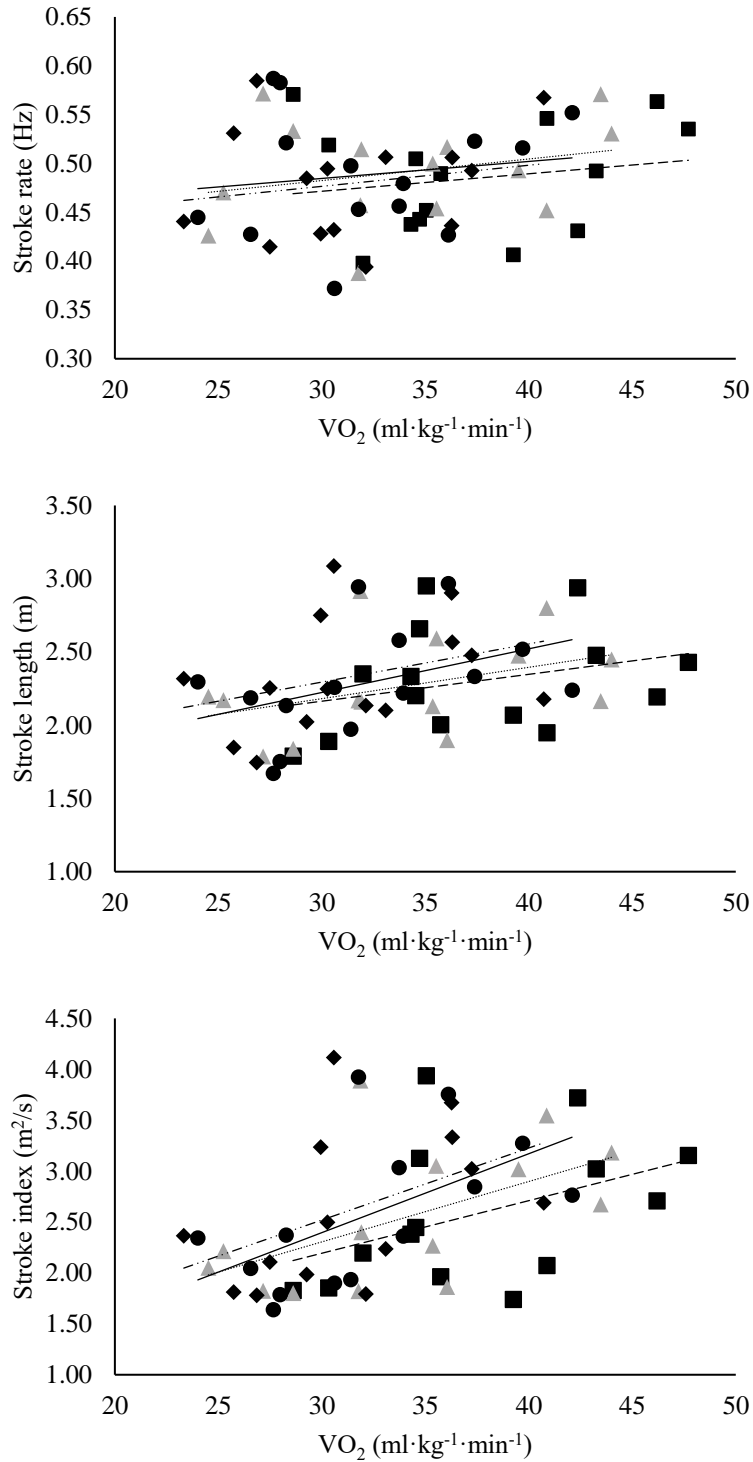 0.65
0.60
0.55
0.50
0.45
0.40
0.35
0.30
Stroke rate (Hz)
20 25 30 35 40 45 50
VO₂ (ml·kg⁻¹·min⁻¹)
3.50
3.00
2.50
2.00
1.50
1.00
Stroke length (m)
20 25 30 35 40 45 50
VO₂ (ml·kg⁻¹·min⁻¹)
4.50
4.00
3.50
3.00
2.50
2.00
1.50
1.00
Stroke index (m²/s)
20 25 30 35 40 45 50
VO₂ (ml·kg⁻¹·min⁻¹)